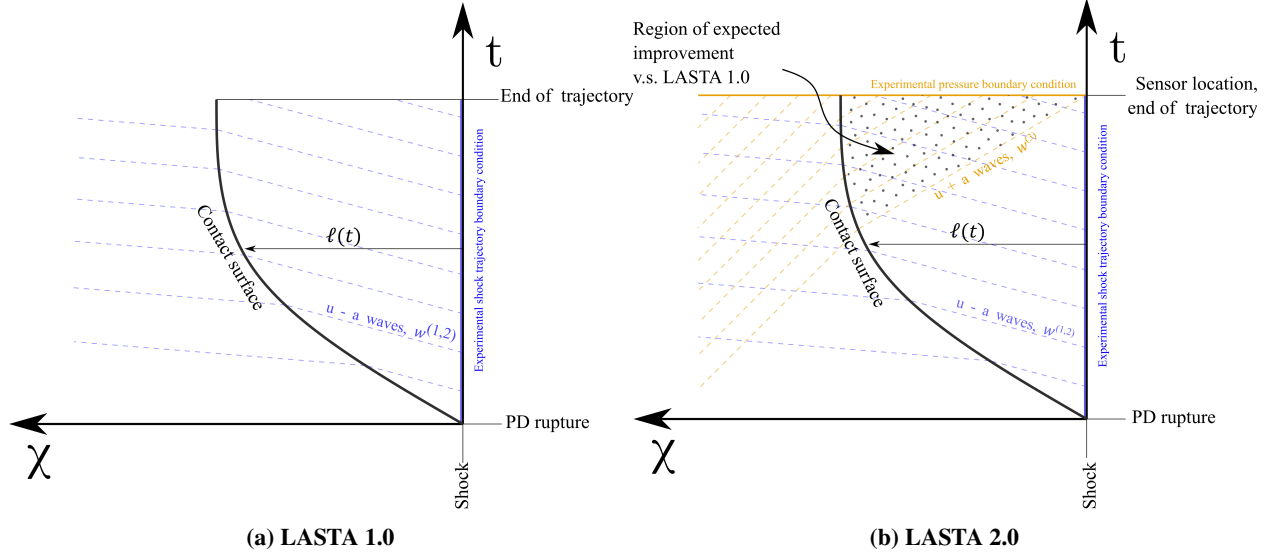 t
End of trajectory
Experimental shock trajectory boundary condition
ℓ(t)
Contact surface
u - a waves, w(1,2)
PD rupture
χ
Shock
(a) LASTA 1.0
Region of expected
improvement
v.s. LASTA 1.0
t
Experimental pressure boundary condition
Sensor location,
end of trajectory
Experimental shock trajectory boundary condition
u + a waves, w(3)
ℓ(t)
Contact surface
u - a waves, w(1,2)
PD rupture
χ
Shock
(b) LASTA 2.0